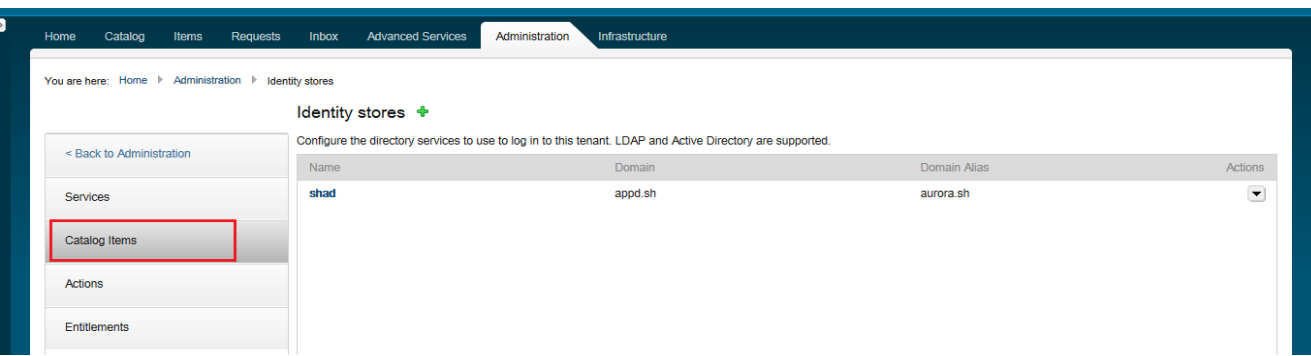 Home Catalog Items Requests Inbox Advanced Services Administration Infrastructure
You are here: Home Administration Identity stores
Identity stores
Configure the directory services to use to log in to this tenant. LDAP and Active Directory are supported.
< Back to Administration
Services
Catalog Items
Actions
Entitlements
Name Domain Domain Alias Actions
shad appd.sh aurora.sh